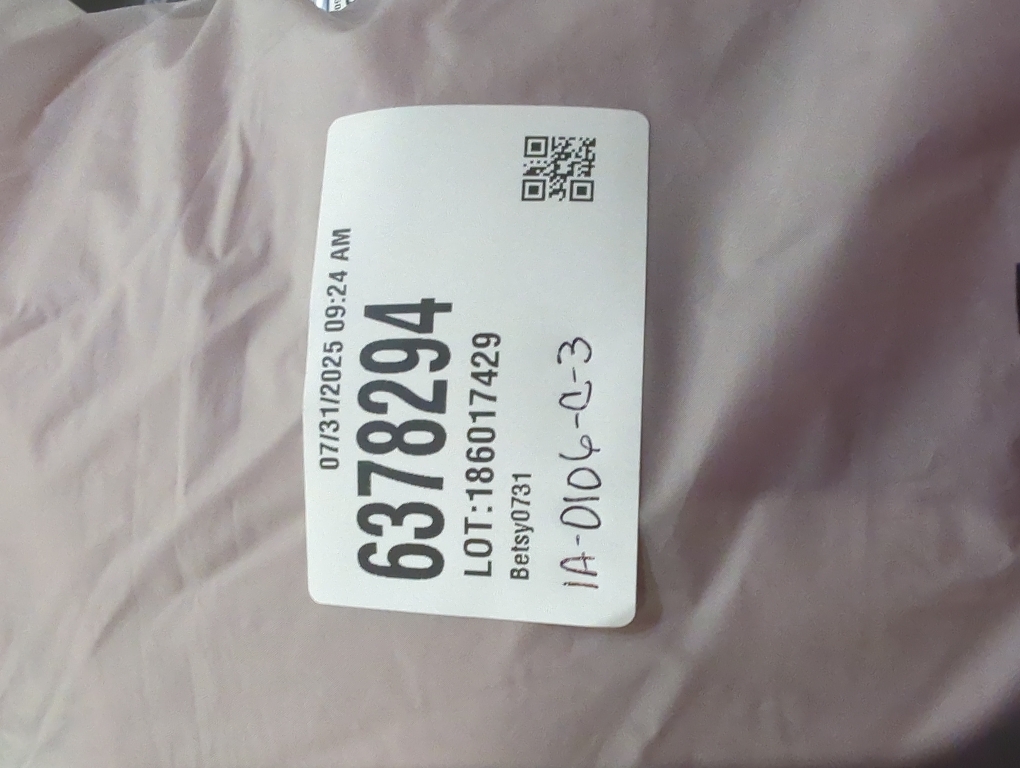 07/31/2025 09:24 AM
6378294
LOT:186017429
Betsy0731
1A-0106-C-3